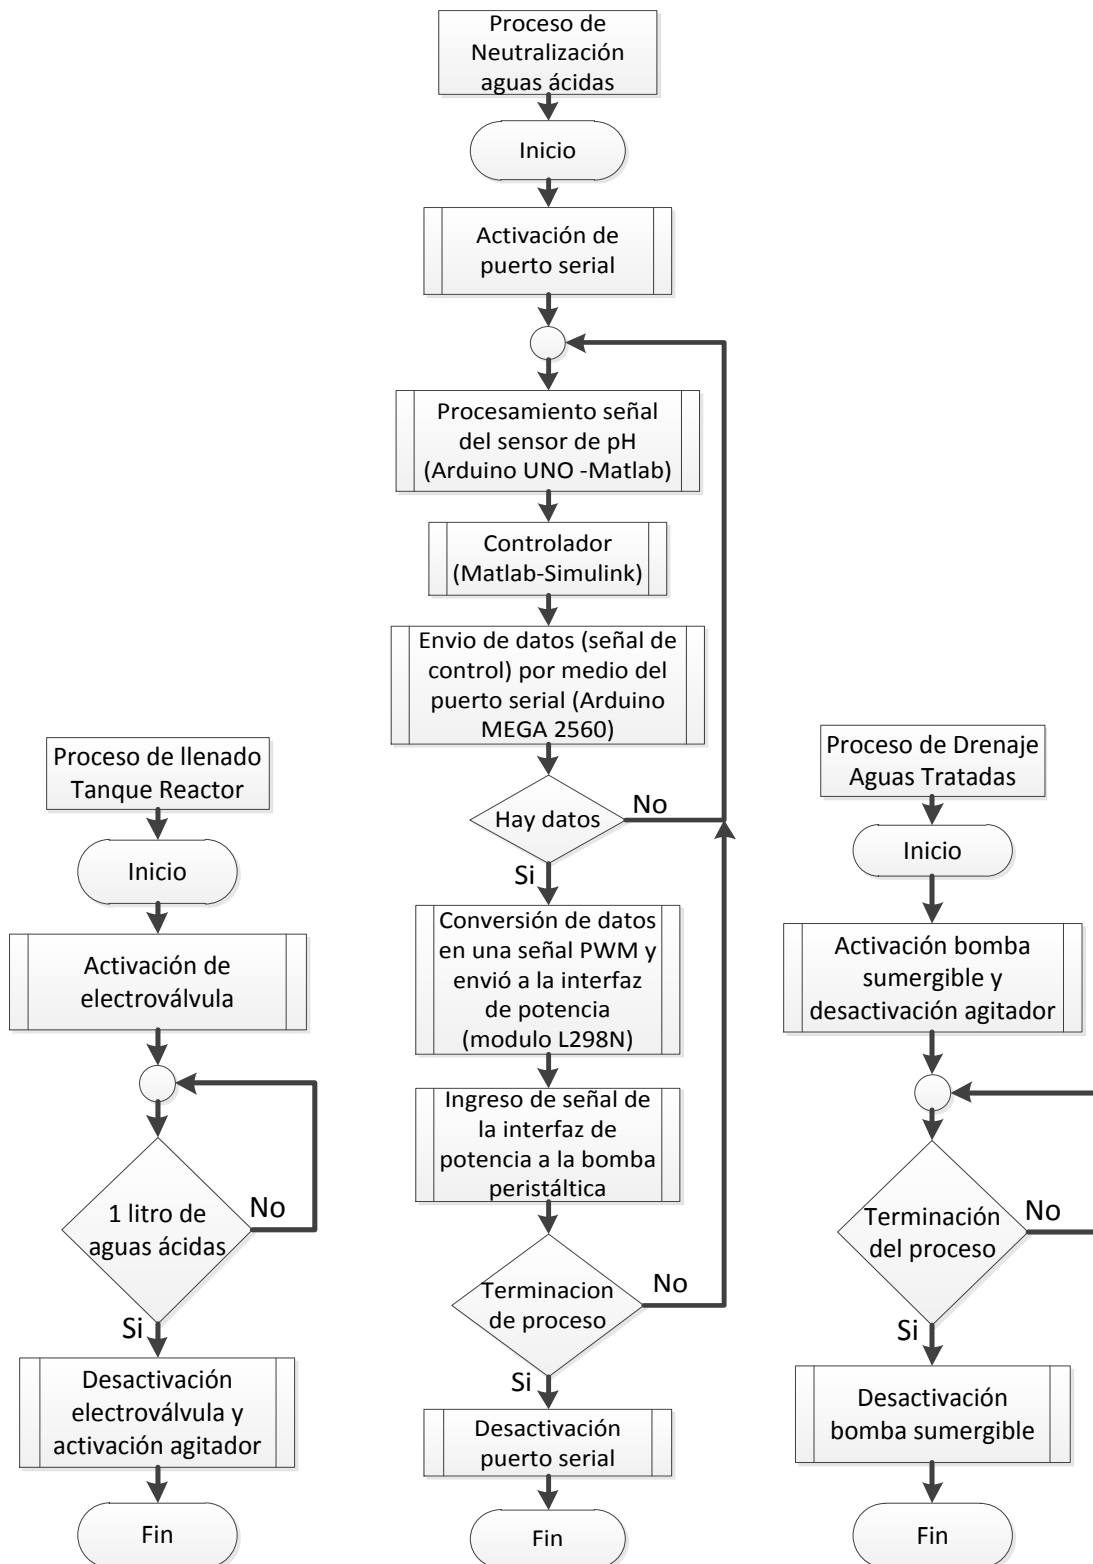 Proceso de
Neutralización
aguas ácidas
Inicio
Activación de
puerto serial
Procesamiento señal
del sensor de pH
(Arduino UNO -Matlab)
Controlador
(Matlab-Simulink)
Envio de datos (señal de
control) por medio del
puerto serial (Arduino
MEGA 2560)
Hay datos
No
Si
Conversión de datos
en una señal PWM y
envió a la interfaz
de potencia
(modulo L298N)
Ingreso de señal de
la interfaz de
potencia a la bomba
peristáltica
Terminacion
de proceso
No
Si
Desactivación
puerto serial
Fin
Proceso de llenado
Tanque Reactor
Inicio
Activación de
electroválvula
1 litro de
aguas ácidas
No
Si
Desactivación
electroválvula y
activación agitador
Fin
Proceso de Drenaje
Aguas Tratadas
Inicio
Activación bomba
sumergible y
desactivación agitador
Terminación
del proceso
No
Si
Desactivación
bomba sumergible
Fin